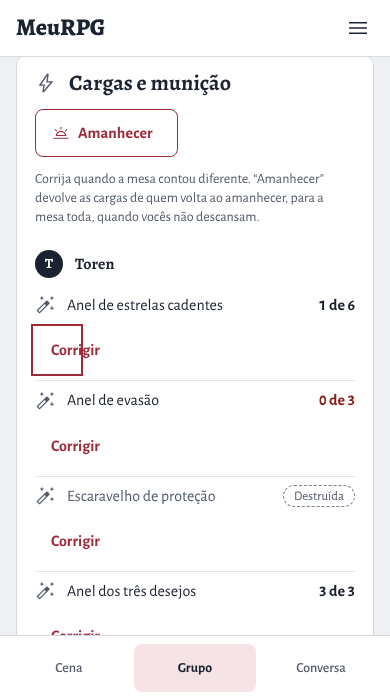 MeuRPG
Cargas e munição
Amanhecer
Corrija quando a mesa contou diferente. “Amanhecer”
devolve as cargas de quem volta ao amanhecer, para a
mesa toda, quando vocês não descansam.
T Toren
Anel de estrelas cadentes 1 de 6
Corrigir
Anel de evasão 0 de 3
Corrigir
Escaravelho de proteção Destruída
Corrigir
Anel dos três desejos 3 de 3
Corrigir
Cena Grupo Conversa